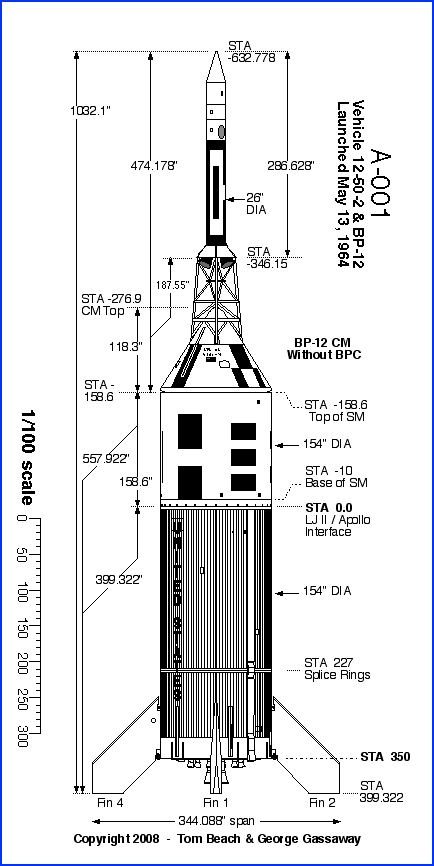 STA
-632.778
1032.1"
474.178"
286.628"
A-001
Vehicle 12-50-2 & BP-12
Launched May 13, 1964
26"
DIA
STA
-346.15
187.55"
STA -276.9
CM Top
118.3"
BP-12 CM
Without BPC
STA -
158.6
STA -158.6
Top of SM
154" DIA
557.922"
158.6"
STA -10
Base of SM
STA 0.0
LJ II / Apollo
Interface
1/100 scale
0
50
100
150
200
250
300
399.322"
UNITED STATES
154" DIA
STA 227
Splice Rings
STA 350
STA
399.322
Fin 4
Fin 1
Fin 2
344.088" span
Copyright 2008 - Tom Beach & George Gassaway